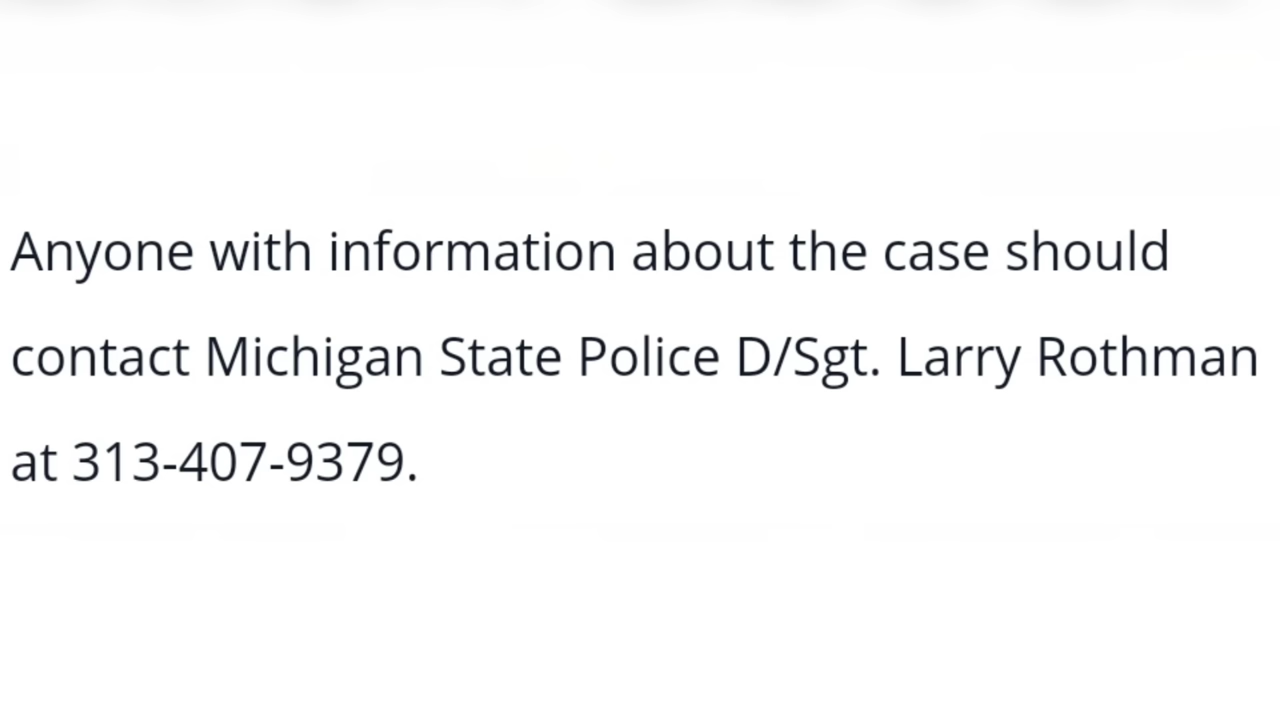 Anyone with information about the case should
contact Michigan State Police D/Sgt. Larry Rothman
at 313-407-9379.